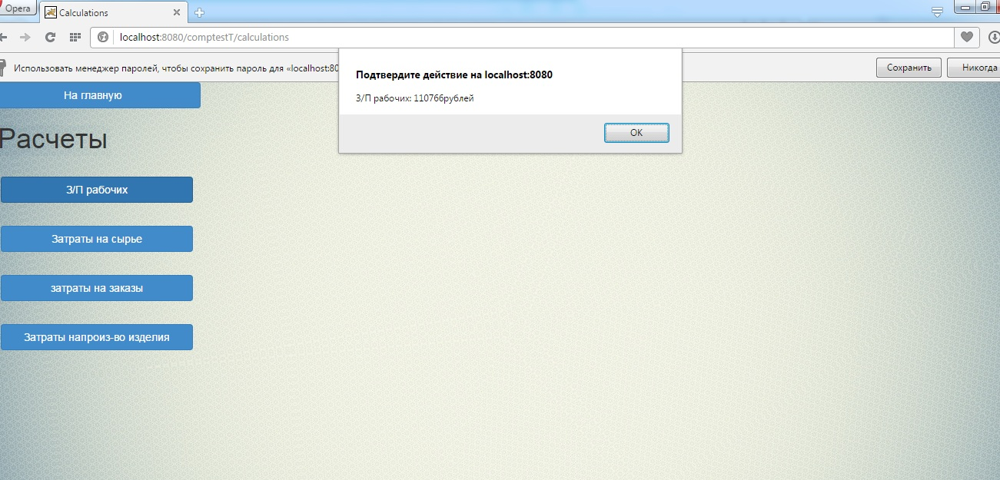 Opera
Calculations
localhost:8080/comptestT/calculations
Использовать менеджер паролей, чтобы сохранить пароль для «localhost:80
Сохранить
Никогда
Подтвердите действие на localhost:8080
З/П рабочих: 110766рублей
OK
На главную
Расчеты
З/П рабочих
Затраты на сырье
затраты на заказы
Затраты напроиз-во изделия